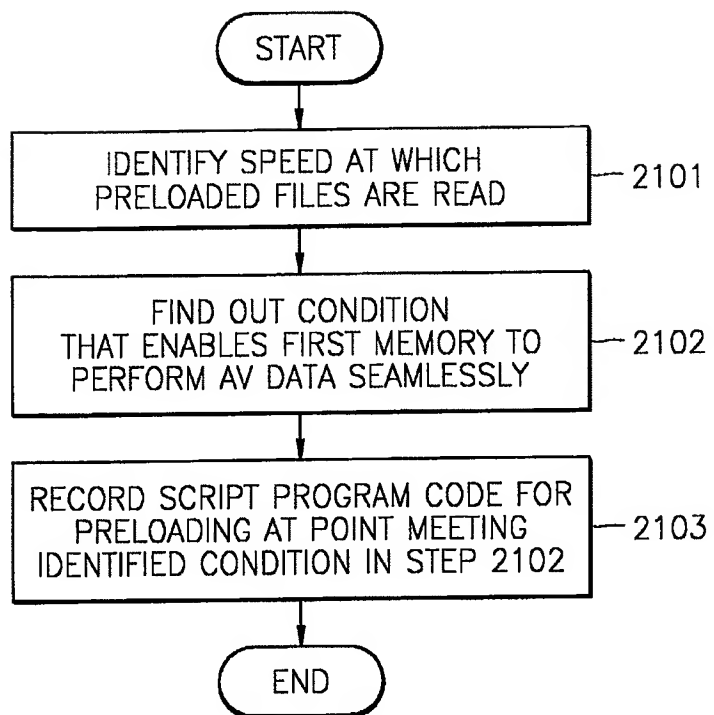 START
IDENTIFY SPEED AT WHICH
PRELOADED FILES ARE READ
2101
FIND OUT CONDITION
THAT ENABLES FIRST MEMORY TO
PERFORM AV DATA SEAMLESSLY
2102
RECORD SCRIPT PROGRAM CODE FOR
PRELOADING AT POINT MEETING
IDENTIFIED CONDITION IN STEP 2102
2103
END